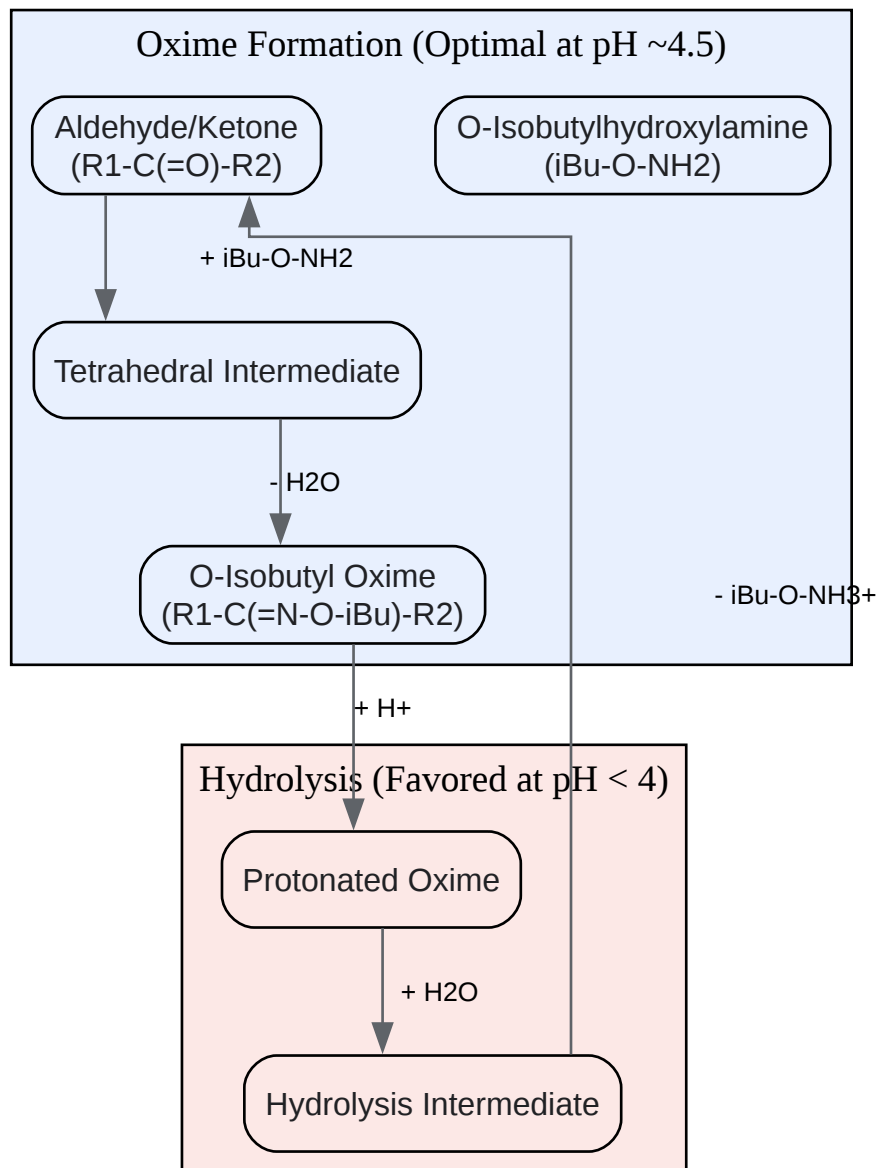 Oxime Formation (Optimal at pH ~4.5)
Aldehyde/Ketone
(R1-C(=O)-R2)
O-Isobutylhydroxylamine
(iBu-O-NH2)
+ iBu-O-NH2
Tetrahedral Intermediate
- H2O
O-Isobutyl Oxime
(R1-C(=N-O-iBu)-R2)
- iBu-O-NH3+
+ H+
Hydrolysis (Favored at pH < 4)
Protonated Oxime
+ H2O
Hydrolysis Intermediate